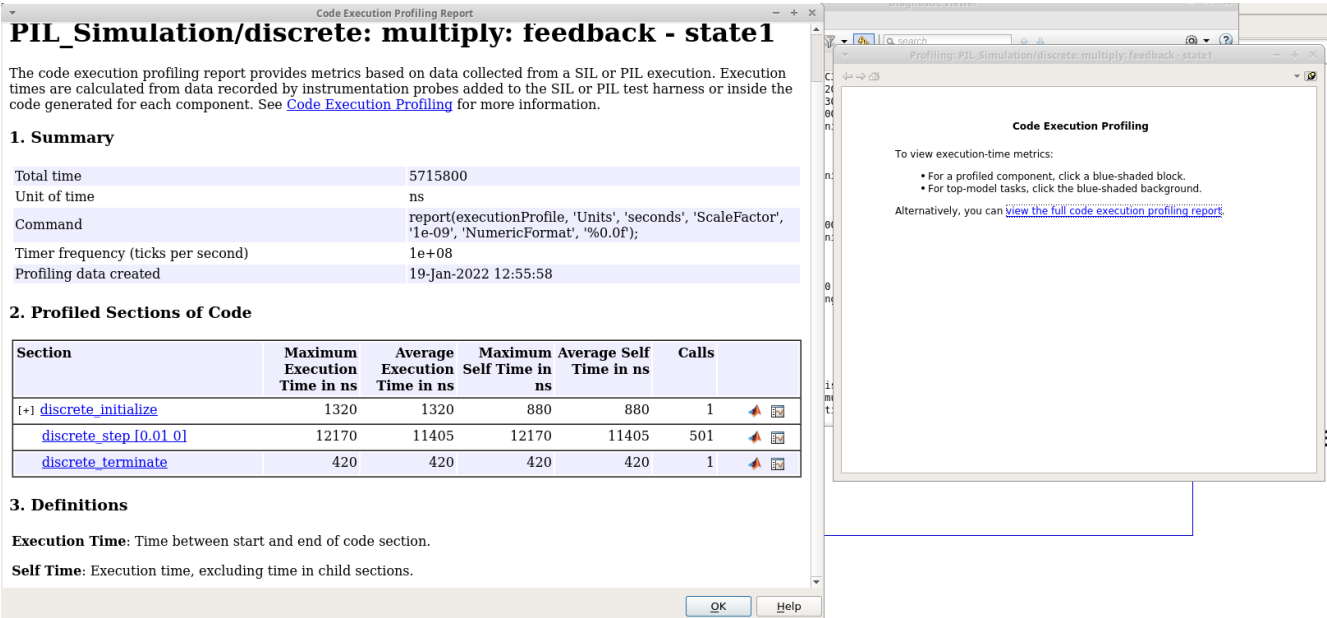 Code Execution Profiling Report
PIL_Simulation/discrete: multiply: feedback - state1
The code execution profiling report provides metrics based on data collected from a SIL or PIL execution. Execution
times are calculated from data recorded by instrumentation probes added to the SIL or PIL test harness or inside the
code generated for each component. See Code Execution Profiling for more information.
1. Summary
Total time 5715800
Unit of time ns
Command report(executionProfile, 'Units', 'seconds', 'ScaleFactor',
'1e-09', 'NumericFormat', '%0.0f');
Timer frequency (ticks per second) 1e+08
Profiling data created 19-Jan-2022 12:55:58
2. Profiled Sections of Code
Section Maximum Average Maximum Average Self Calls
Execution Execution Self Time in Time in ns
Time in ns Time in ns ns
[+] discrete_initialize 1320 1320 880 880 1
discrete_step [0.01 0] 12170 11405 12170 11405 501
discrete_terminate 420 420 420 420 1
3. Definitions
Execution Time: Time between start and end of code section.
Self Time: Execution time, excluding time in child sections.
OK Help
Diagnostic Viewer
search
Profiling: PIL_Simulation/discrete: multiply: feedback - state1
Code Execution Profiling
To view execution-time metrics:
• For a profiled component, click a blue-shaded block.
• For top-model tasks, click the blue-shaded background.
Alternatively, you can view the full code execution profiling report.